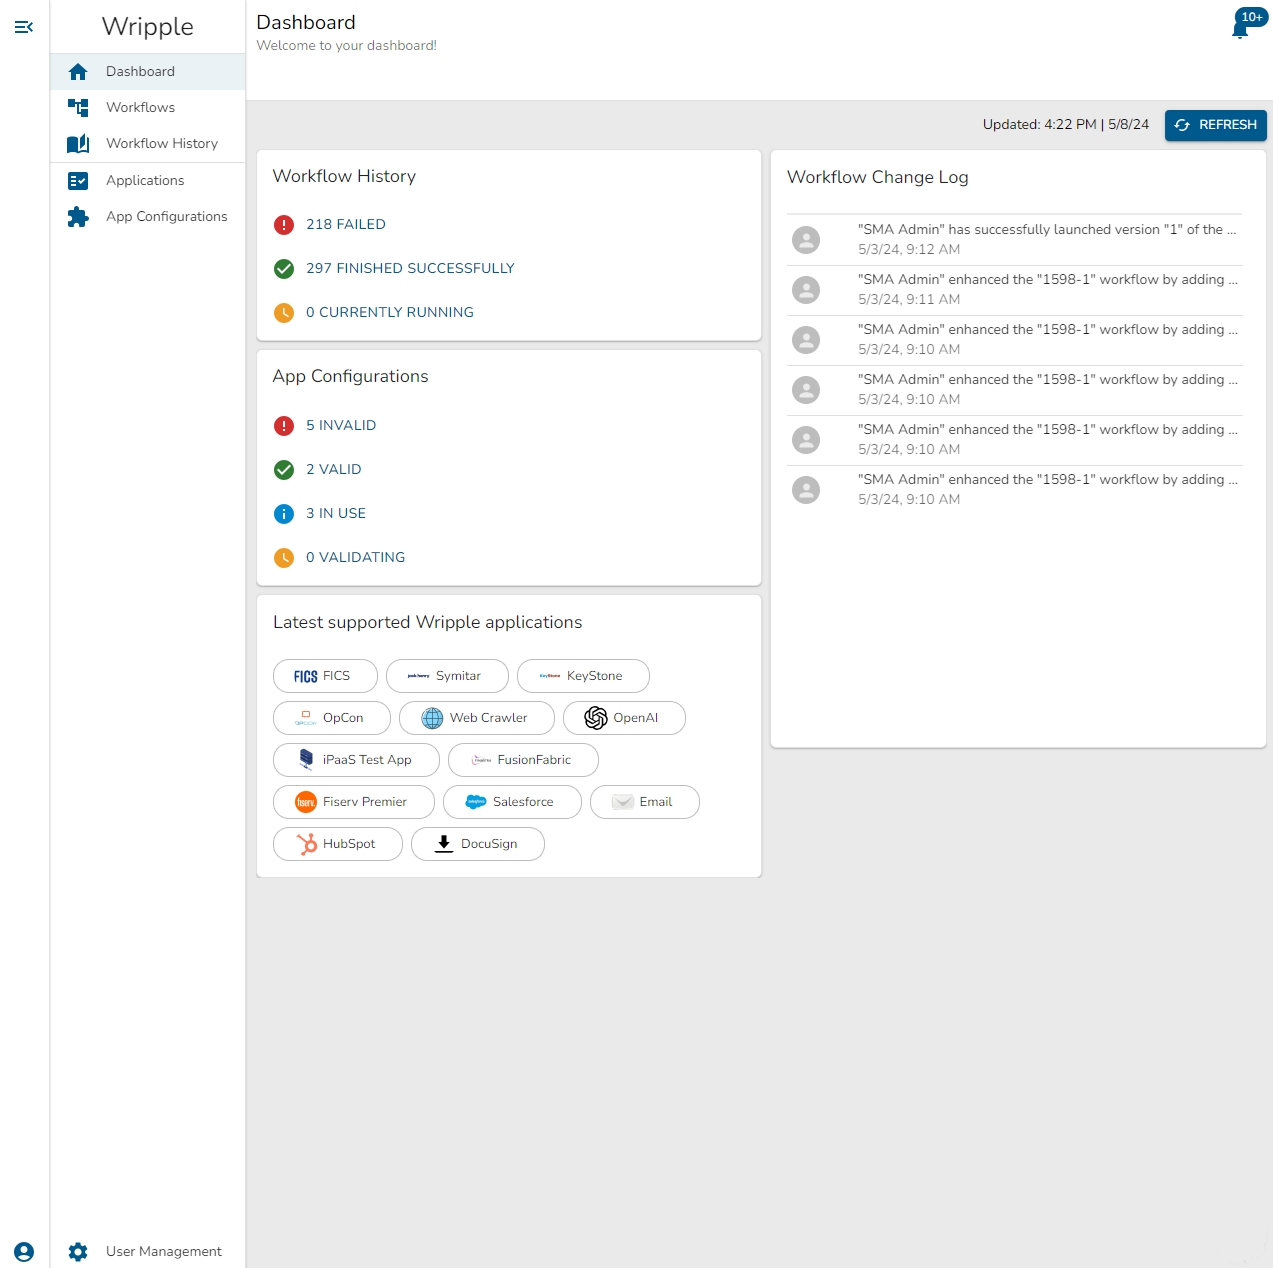 Wripple
Dashboard
Workflows
Workflow History
Applications
App Configurations
User Management
Dashboard
Welcome to your dashboard!
10+
Updated: 4:22 PM | 5/8/24
REFRESH
Workflow History
218 FAILED
297 FINISHED SUCCESSFULLY
0 CURRENTLY RUNNING
App Configurations
5 INVALID
2 VALID
3 IN USE
0 VALIDATING
Latest supported Wripple applications
FICS FICS
jack henry Symitar
KeyStone KeyStone
OPCON OpCon
Web Crawler
OpenAI
iPaaS Test App
FusionFabric
fiserv. Fiserv Premier
salesforce Salesforce
Email
HubSpot
DocuSign
Workflow Change Log
"SMA Admin" has successfully launched version "1" of the ...
5/3/24, 9:12 AM
"SMA Admin" enhanced the "1598-1" workflow by adding ...
5/3/24, 9:11 AM
"SMA Admin" enhanced the "1598-1" workflow by adding ...
5/3/24, 9:10 AM
"SMA Admin" enhanced the "1598-1" workflow by adding ...
5/3/24, 9:10 AM
"SMA Admin" enhanced the "1598-1" workflow by adding ...
5/3/24, 9:10 AM
"SMA Admin" enhanced the "1598-1" workflow by adding ...
5/3/24, 9:10 AM